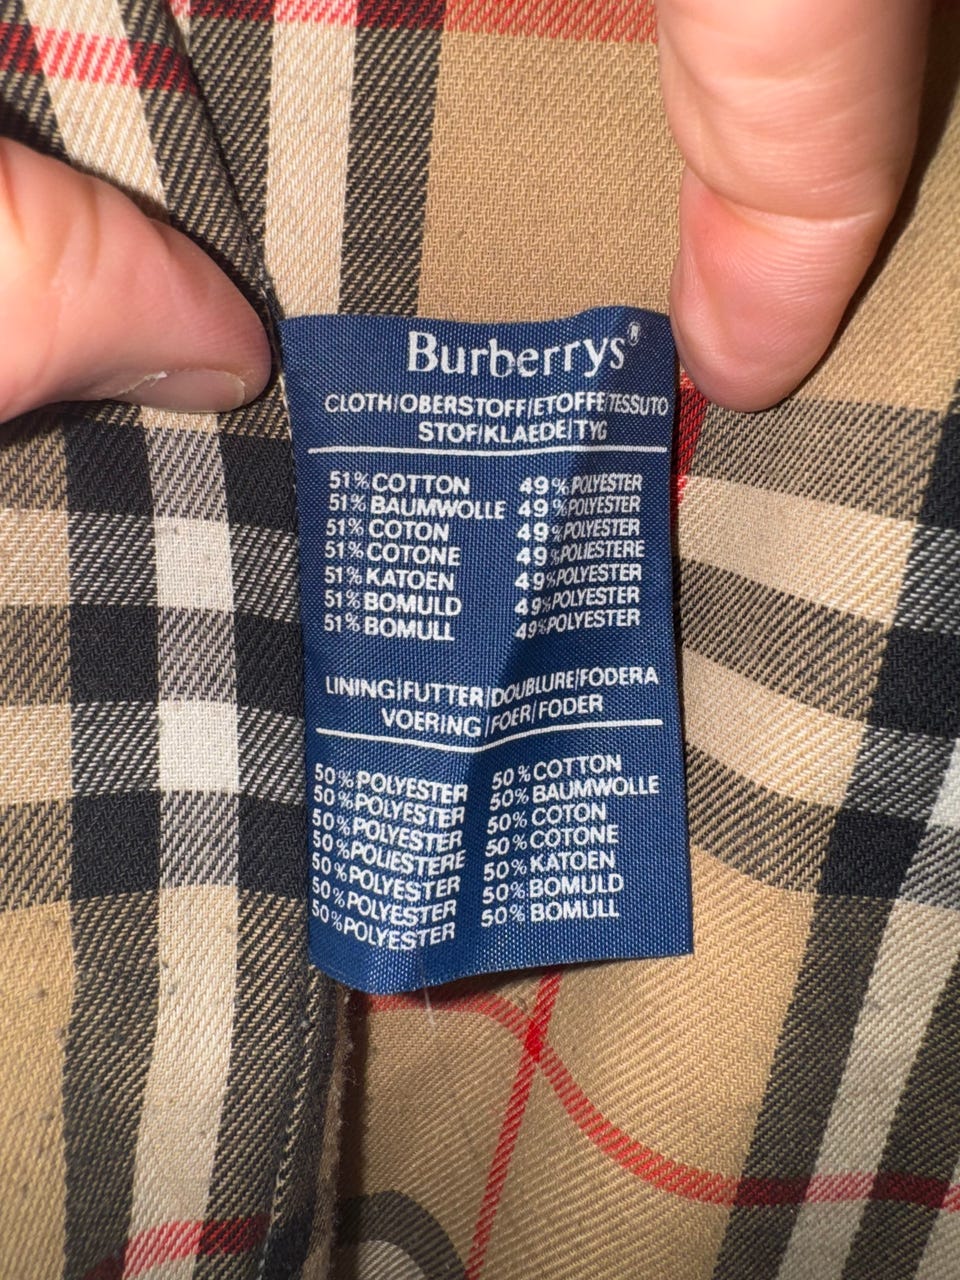 Burberrys®
CLOTH/OBERSTOFF/ETOFFE/TESSUTO
STOF/KLAEDE/TYG
51% COTTON 49% POLYESTER
51% BAUMWOLLE 49% POLYESTER
51% COTON 49% POLYESTER
51% COTONE 49% POLIESTERE
51% KATOEN 49% POLYESTER
51% BOMULD 49% POLYESTER
51% BOMULL 49% POLYESTER
LINING/FUTTER/DOUBLURE/FODERA
VOERING/FOER/FODER
50% POLYESTER 50% COTTON
50% POLYESTER 50% BAUMWOLLE
50% POLYESTER 50% COTON
50% POLIESTERE 50% COTONE
50% POLYESTER 50% KATOEN
50% POLYESTER 50% BOMULD
50% POLYESTER 50% BOMULL